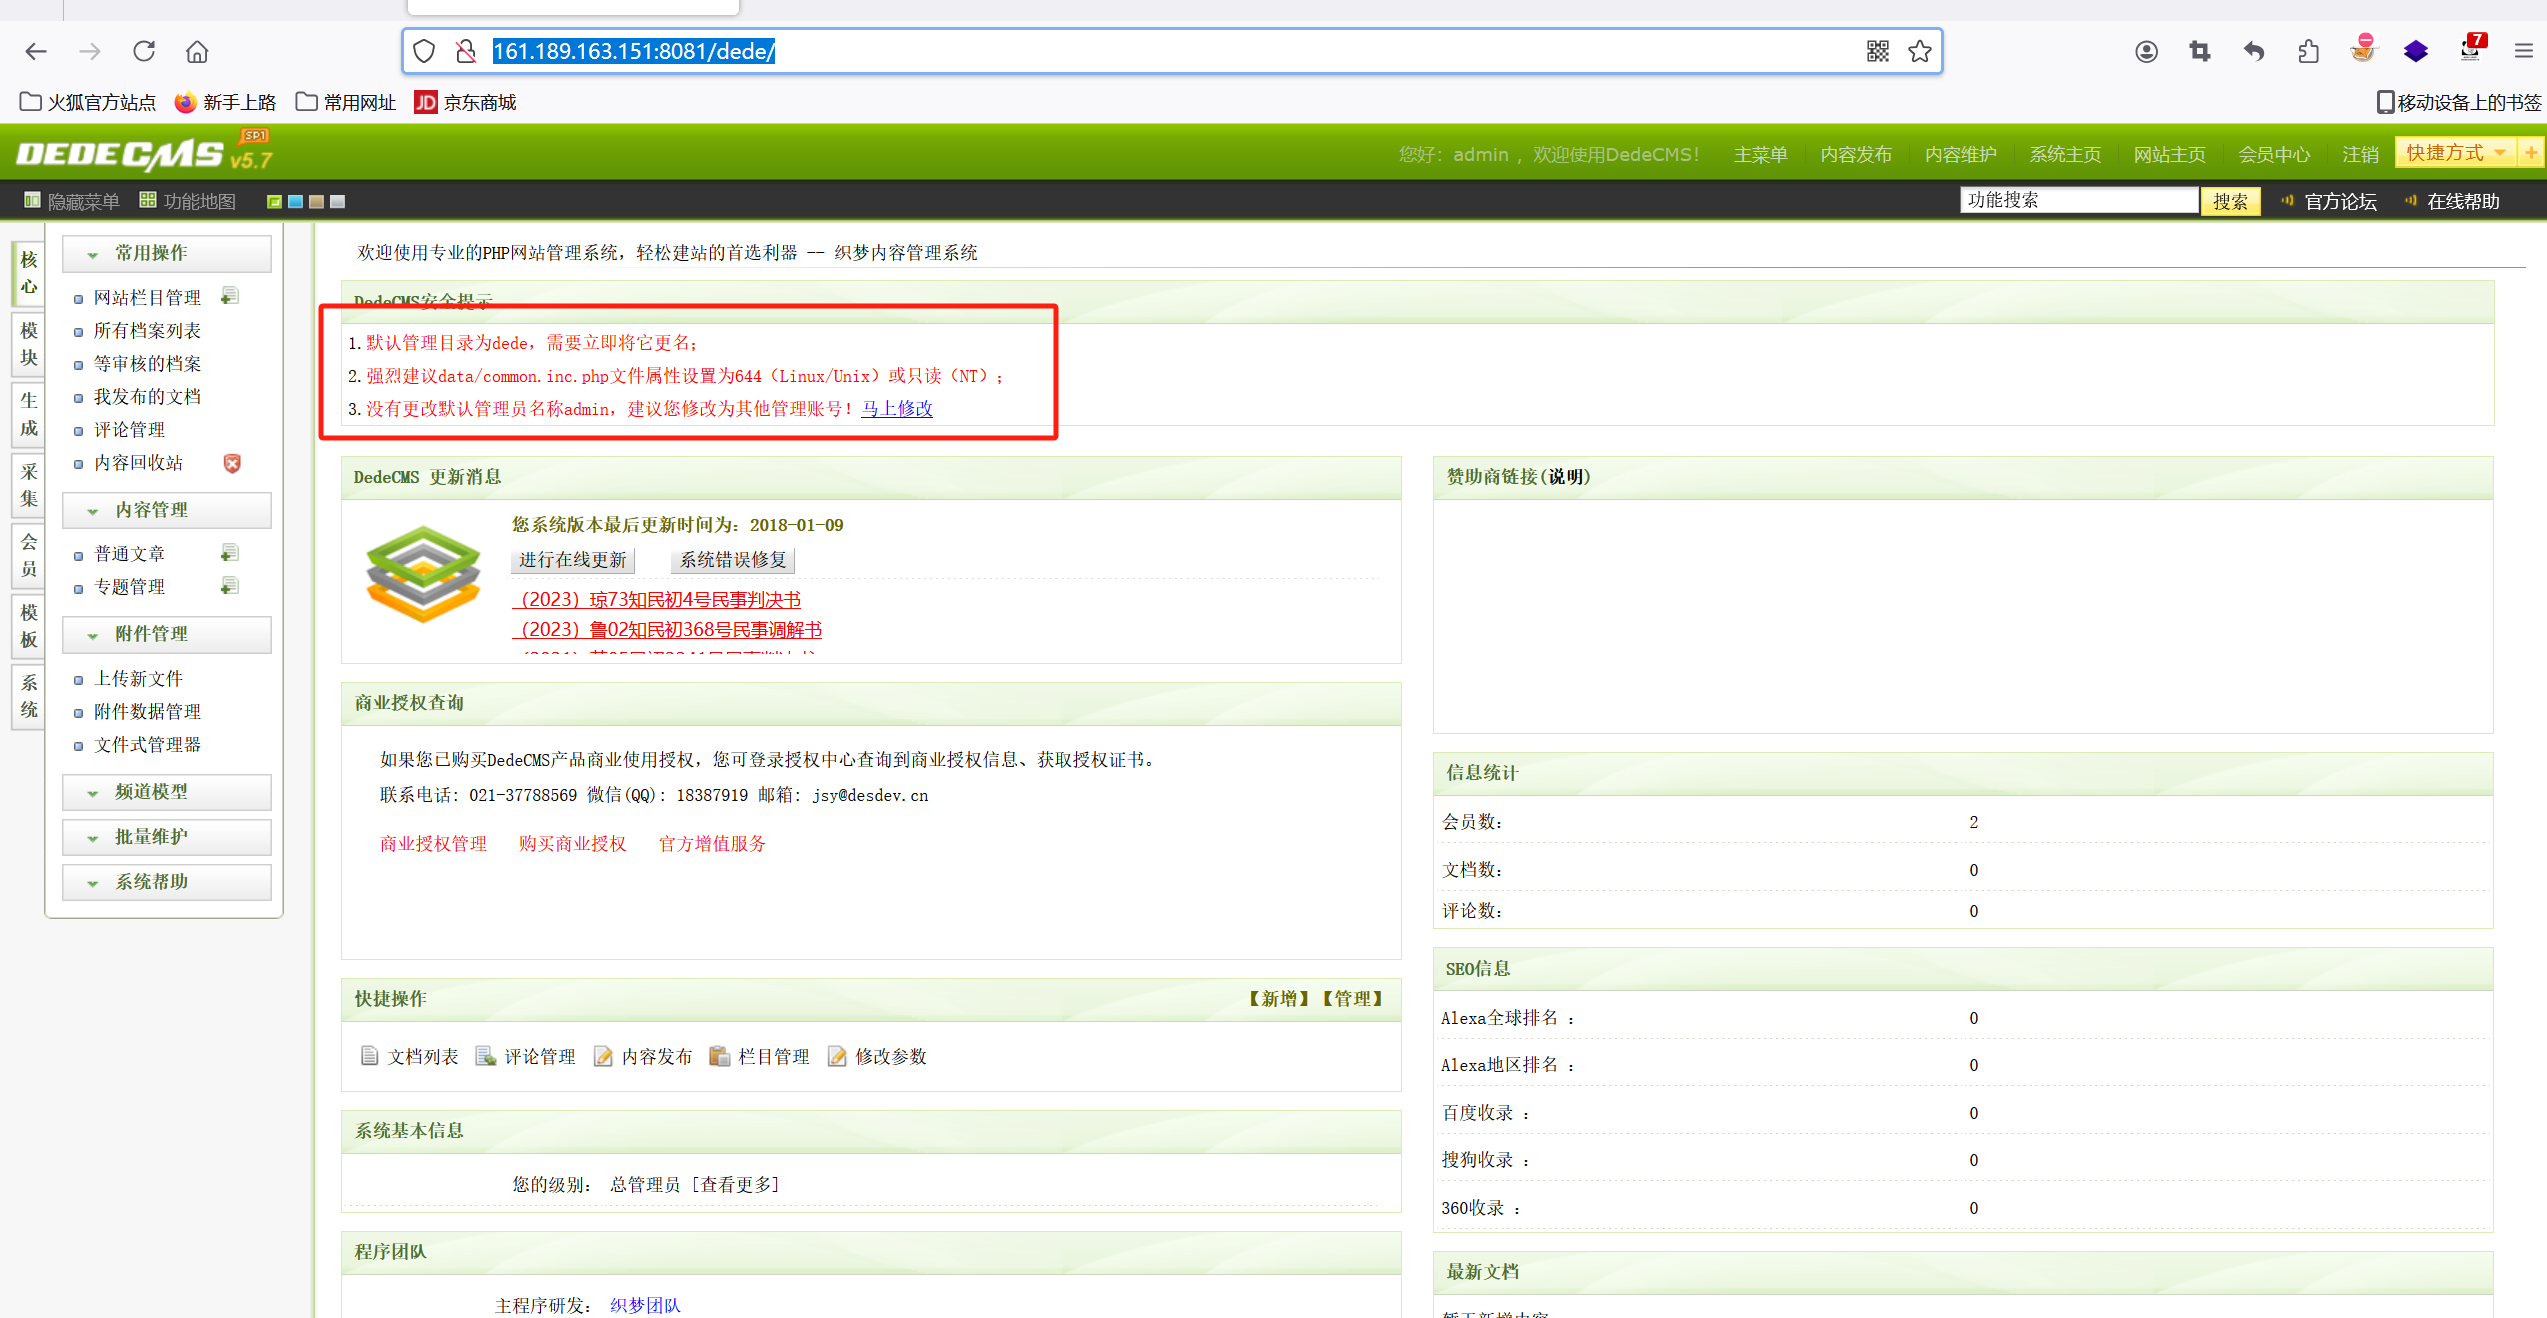 161.189.163.151:8081/dede/
7
火狐官方站点 新手上路 常用网址 JD 京东商城 移动设备上的书签
DEDECMS v5.7 SP1
您好：admin ，欢迎使用DedeCMS！ 主菜单 内容发布 内容维护 系统主页 网站主页 会员中心 注销 快捷方式 +
隐藏菜单 功能地图 功能搜索 搜索 官方论坛 在线帮助
核心
模块
生成
采集
会员
模板
系统
常用操作
网站栏目管理
所有档案列表
等审核的档案
我发布的文档
评论管理
内容回收站
内容管理
普通文章
专题管理
附件管理
上传新文件
附件数据管理
文件式管理器
频道模型
批量维护
系统帮助
欢迎使用专业的PHP网站管理系统，轻松建站的首选利器 -- 织梦内容管理系统
DedeCMS安全提示
1. 默认管理目录为dede，需要立即将它更名；
2. 强烈建议data/common.inc.php文件属性设置为644（Linux/Unix）或只读（NT）；
3. 没有更改默认管理员名称admin，建议您修改为其他管理账号！马上修改
DedeCMS 更新消息
您系统版本最后更新时间为：2018-01-09
进行在线更新 系统错误修复
（2023）琼73知民初4号民事判决书
（2023）鲁02知民初368号民事调解书
商业授权查询
如果您已购买DedeCMS产品商业使用授权，您可登录授权中心查询到商业授权信息、获取授权证书。
联系电话：021-37788569 微信(QQ)：18387919 邮箱：jsy@desdev.cn
商业授权管理 购买商业授权 官方增值服务
快捷操作 【新增】【管理】
文档列表 评论管理 内容发布 栏目管理 修改参数
系统基本信息
您的级别： 总管理员 [查看更多]
程序团队
主程序研发： 织梦团队
赞助商链接(说明)
信息统计
会员数： 2
文档数： 0
评论数： 0
SEO信息
Alexa全球排名 ： 0
Alexa地区排名 ： 0
百度收录 ： 0
搜狗收录 ： 0
360收录 ： 0
最新文档